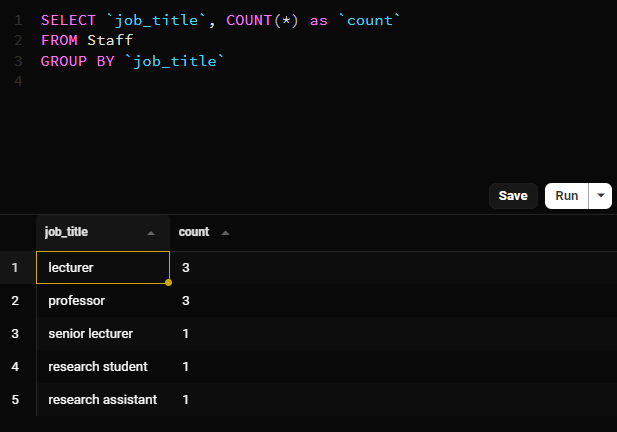 1 SELECT `job_title`, COUNT(*) as `count`
2 FROM Staff
3 GROUP BY `job_title`
4
Save Run
job_title count
1 lecturer 3
2 professor 3
3 senior lecturer 1
4 research student 1
5 research assistant 1